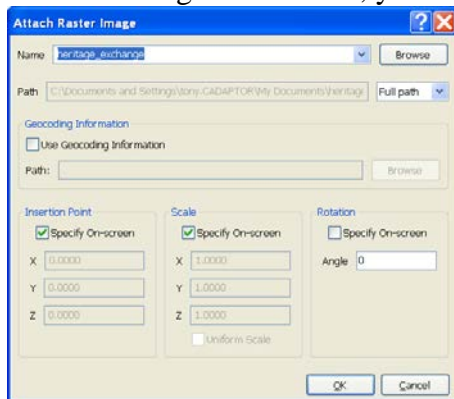 Attach Raster Image
Name heritage_exchange Browse
Path C:\Documents and Settings\tony.CADAPTOR\My Documents\heritag Full path
Geocoding Information
Use Geocoding Information
Path: Browse
Insertion Point Scale Rotation
Specify On-screen Specify On-screen Specify On-screen
X 0.0000 X 1.0000 Angle 0
Y 0.0000 Y 1.0000
Z 0.0000 Z 1.0000
Uniform Scale
OK Cancel